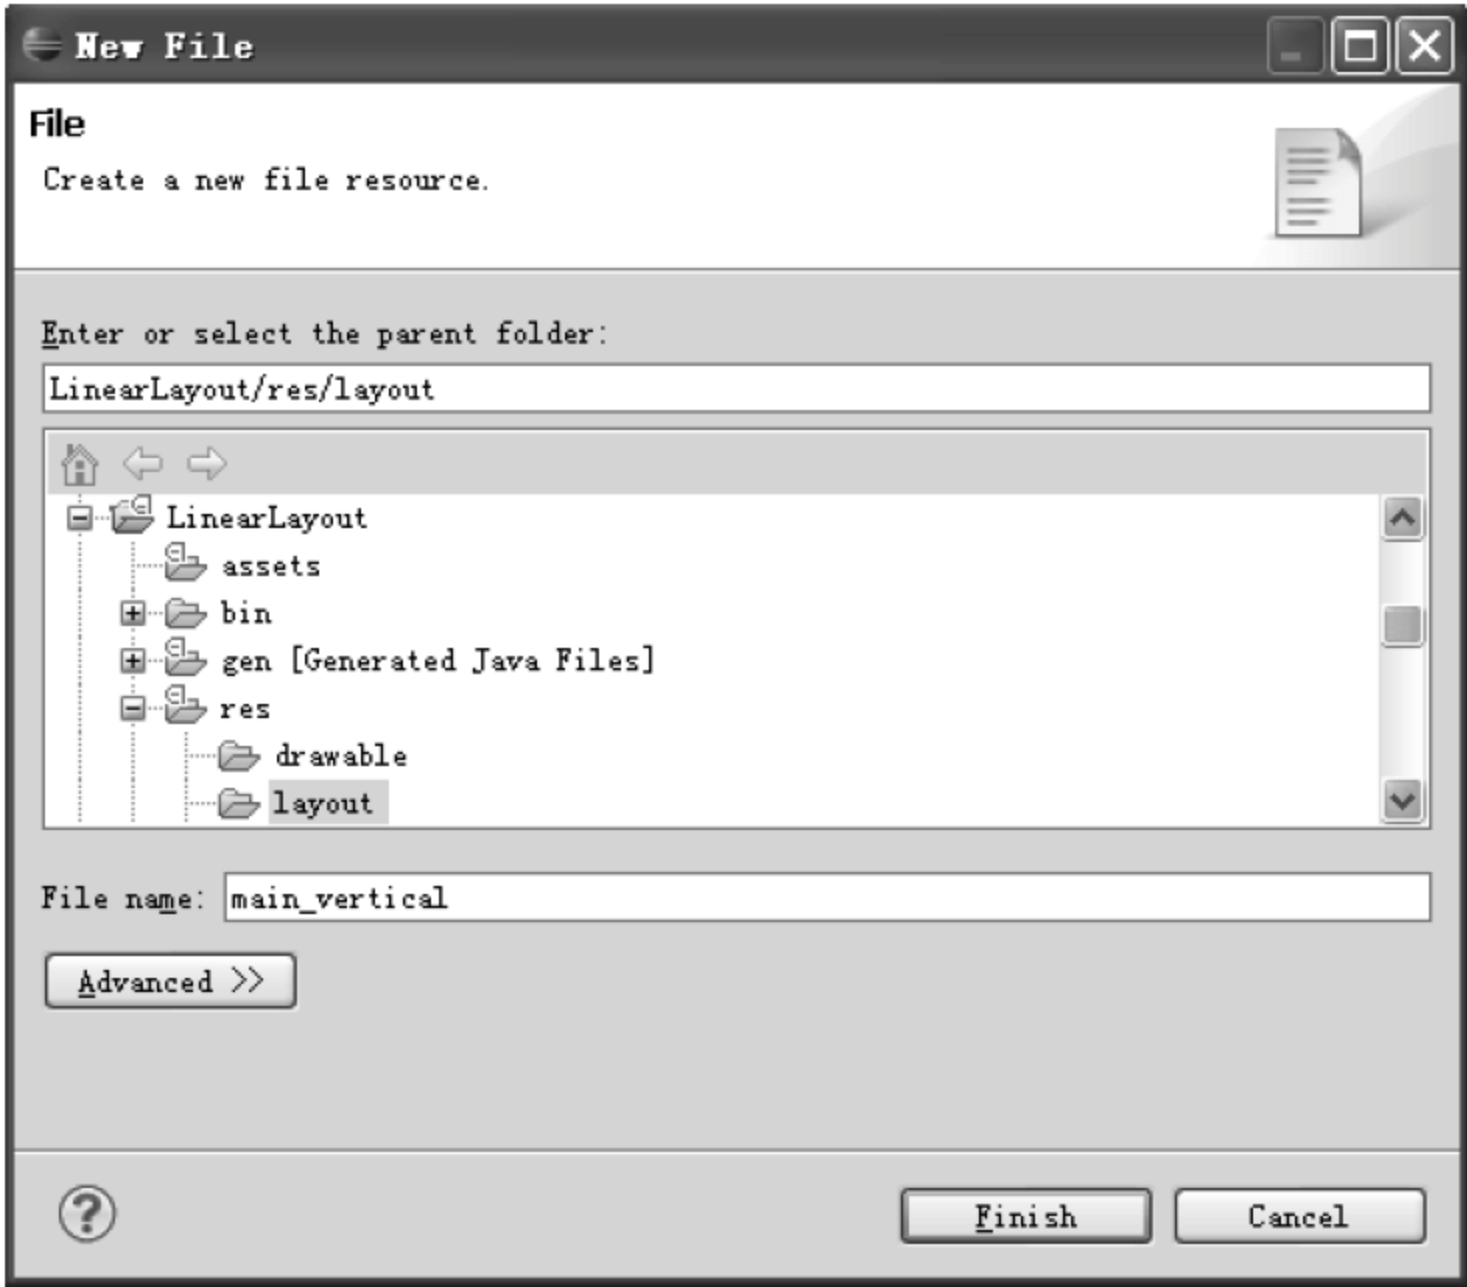 New File
File
Create a new file resource.
Enter or select the parent folder:
LinearLayout/res/layout
LinearLayout
assets
bin
gen [Generated Java Files]
res
drawable
layout
File name: main_vertical
Advanced >>
Finish Cancel